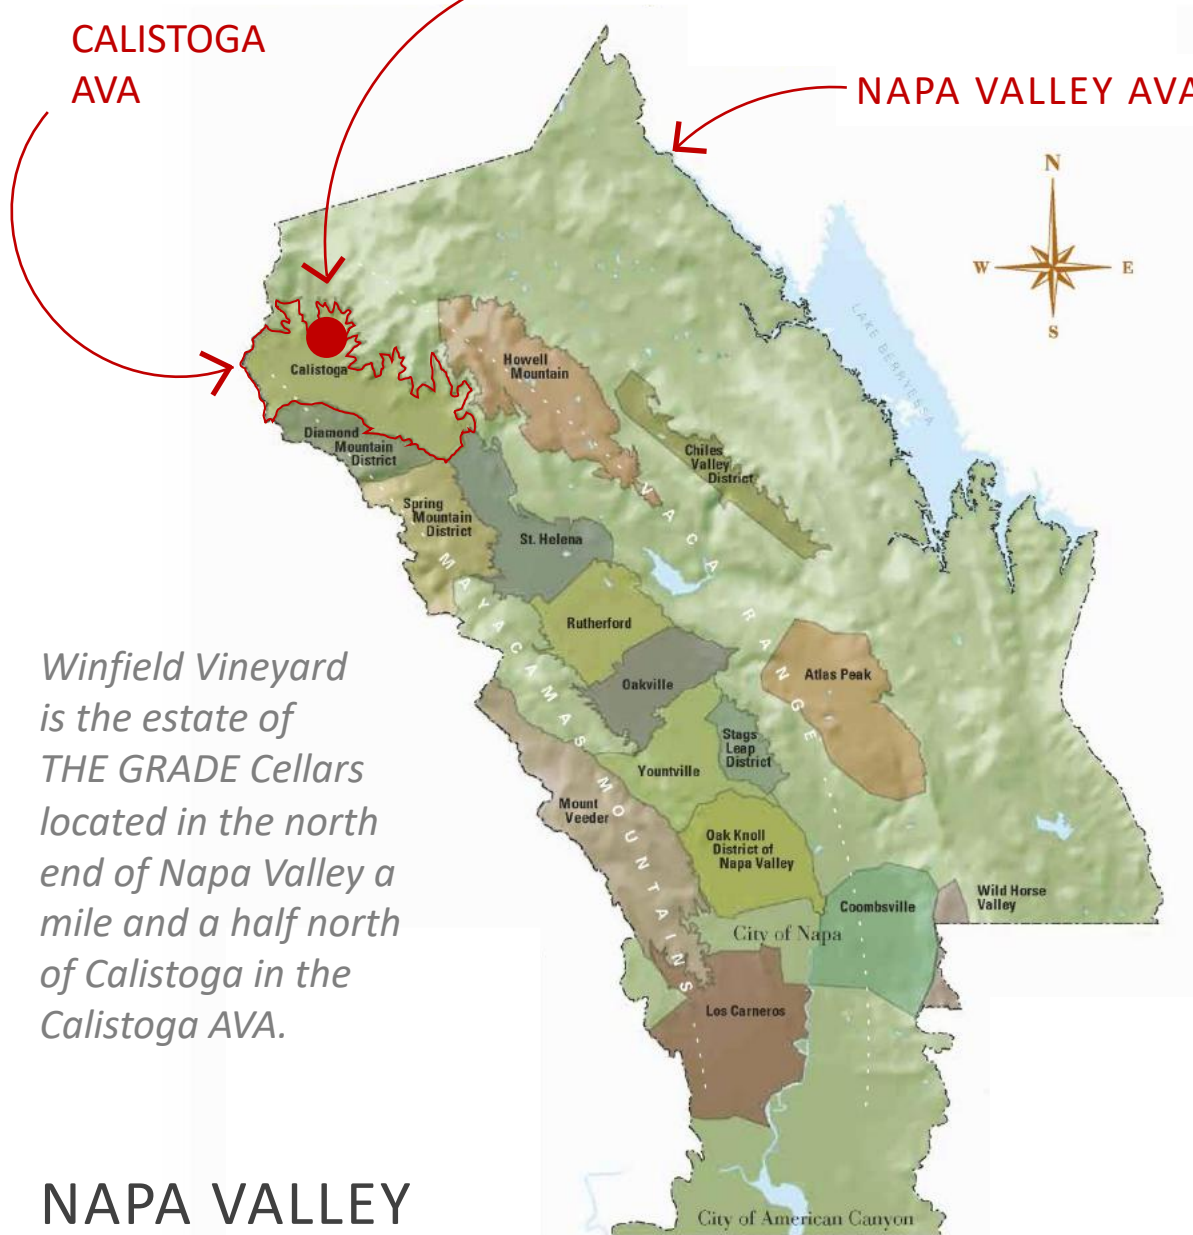 CALISTOGA
AVA
NAPA VALLEY AVA
N
W
E
S
LAKE BERRYESSA
Calistoga
Howell
Mountain
Diamond
Mountain
District
Chiles
Valley
District
Spring
Mountain
District
St. Helena
VACA RANGE
MAYACAMAS MOUNTAINS
Rutherford
Oakville
Atlas Peak
Stags
Leap
District
Yountville
Mount
Veeder
Oak Knoll
District of
Napa Valley
Coombsville
Wild Horse
Valley
City of Napa
Los Carneros
City of American Canyon
Winfield Vineyard
is the estate of
THE GRADE Cellars
located in the north
end of Napa Valley a
mile and a half north
of Calistoga in the
Calistoga AVA.
NAPA VALLEY